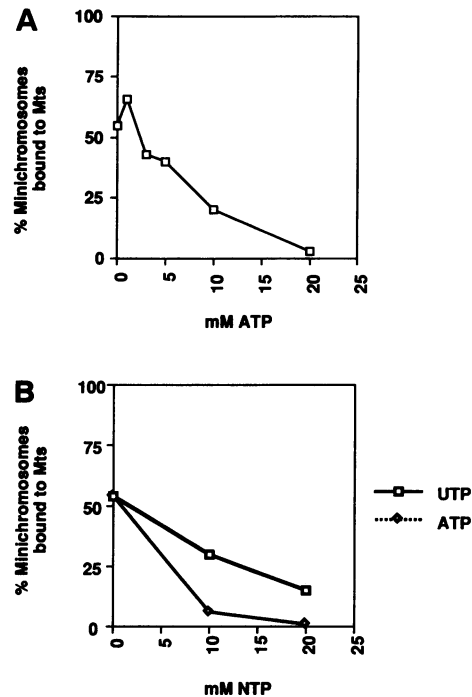 A
% Minichromosomes
bound to Mts
100
75
50
25
0
0 5 10 15 20 25
mM ATP
B
% Minichromosomes
bound to Mts
100
75
50
25
0
0 5 10 15 20 25
mM NTP
UTP
ATP